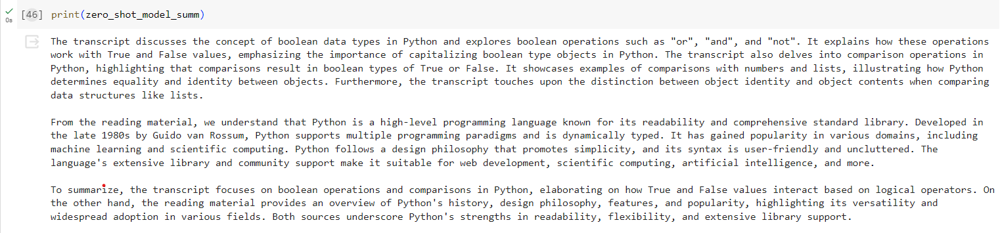 0s [46] print(zero_shot_model_summ)
The transcript discusses the concept of boolean data types in Python and explores boolean operations such as "or", "and", and "not". It explains how these operations
work with True and False values, emphasizing the importance of capitalizing boolean type objects in Python. The transcript also delves into comparison operations in
Python, highlighting that comparisons result in boolean types of True or False. It showcases examples of comparisons with numbers and lists, illustrating how Python
determines equality and identity between objects. Furthermore, the transcript touches upon the distinction between object identity and object contents when comparing
data structures like lists.
From the reading material, we understand that Python is a high-level programming language known for its readability and comprehensive standard library. Developed in
the late 1980s by Guido van Rossum, Python supports multiple programming paradigms and is dynamically typed. It has gained popularity in various domains, including
machine learning and scientific computing. Python follows a design philosophy that promotes simplicity, and its syntax is user-friendly and uncluttered. The
language's extensive library and community support make it suitable for web development, scientific computing, artificial intelligence, and more.
To summarize, the transcript focuses on boolean operations and comparisons in Python, elaborating on how True and False values interact based on logical operators. On
the other hand, the reading material provides an overview of Python's history, design philosophy, features, and popularity, highlighting its versatility and
widespread adoption in various fields. Both sources underscore Python's strengths in readability, flexibility, and extensive library support.